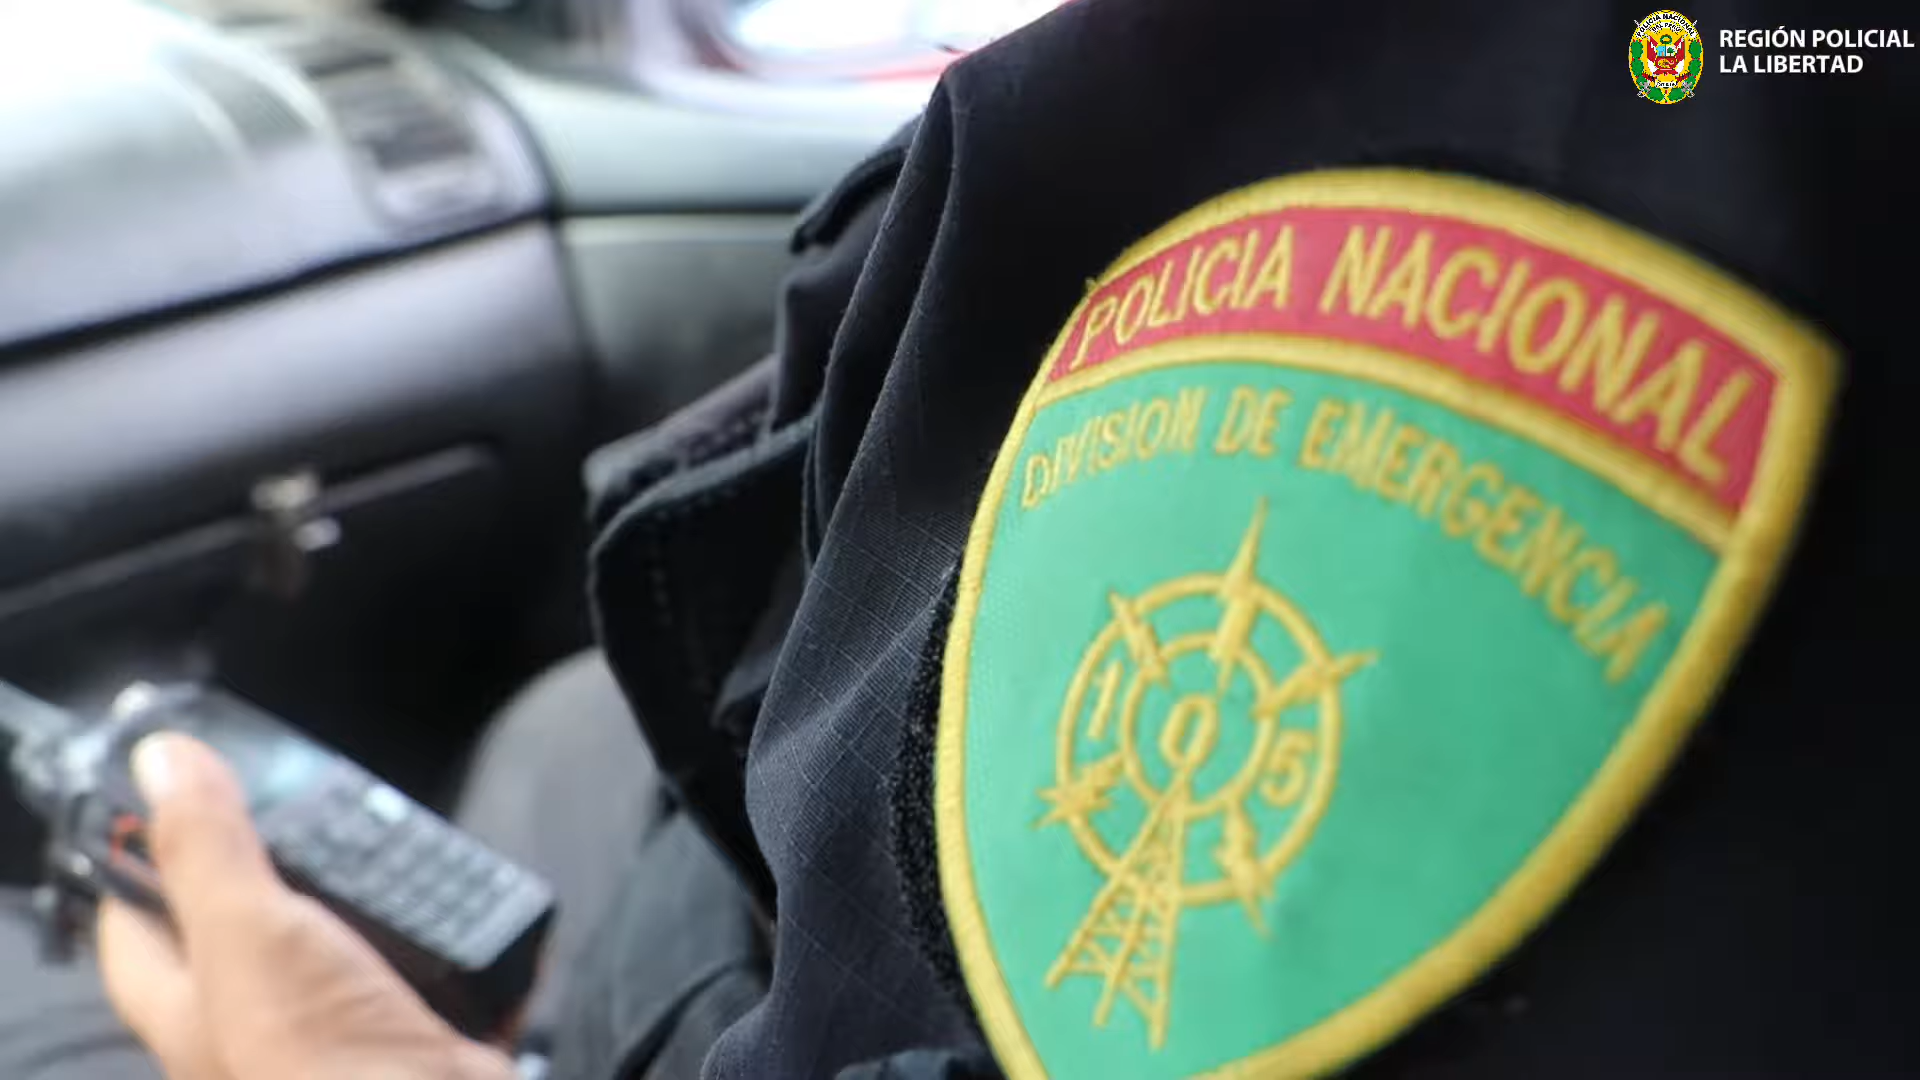 REGIÓN POLICIAL
LA LIBERTAD
POLICIA NACIONAL
DIVISION DE EMERGENCIA
105